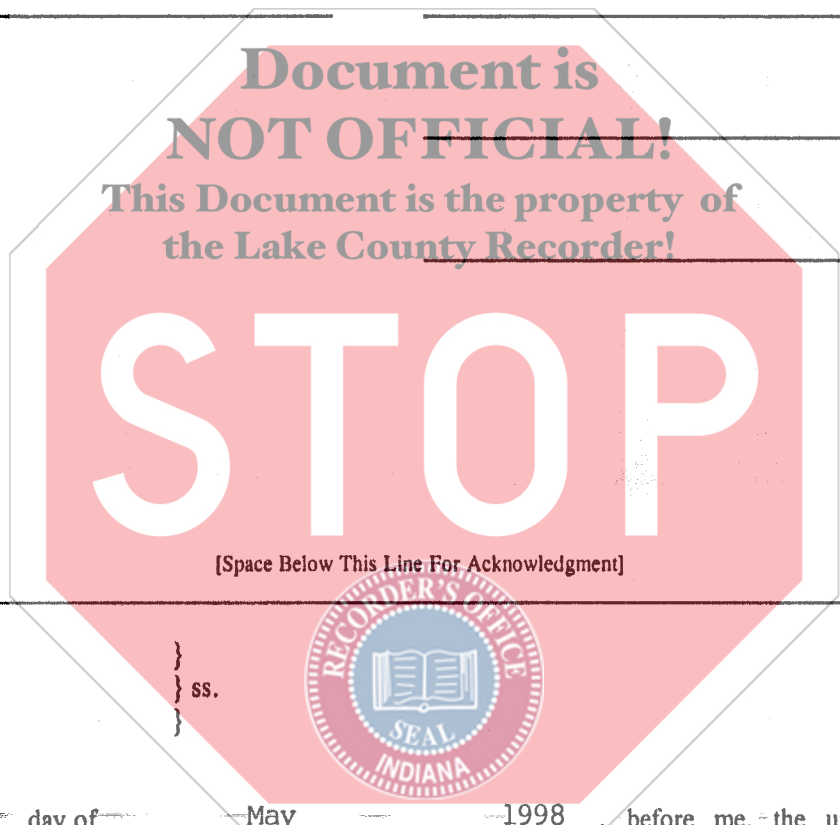 Document is
NOT OFFICIAL!
This Document is the property of
the Lake County Recorder!
STOP
[Space Below This Line For Acknowledgment]
RECORDER'S OFFICE
SEAL
INDIANA
} ss.
day of May 1998 , before me, the